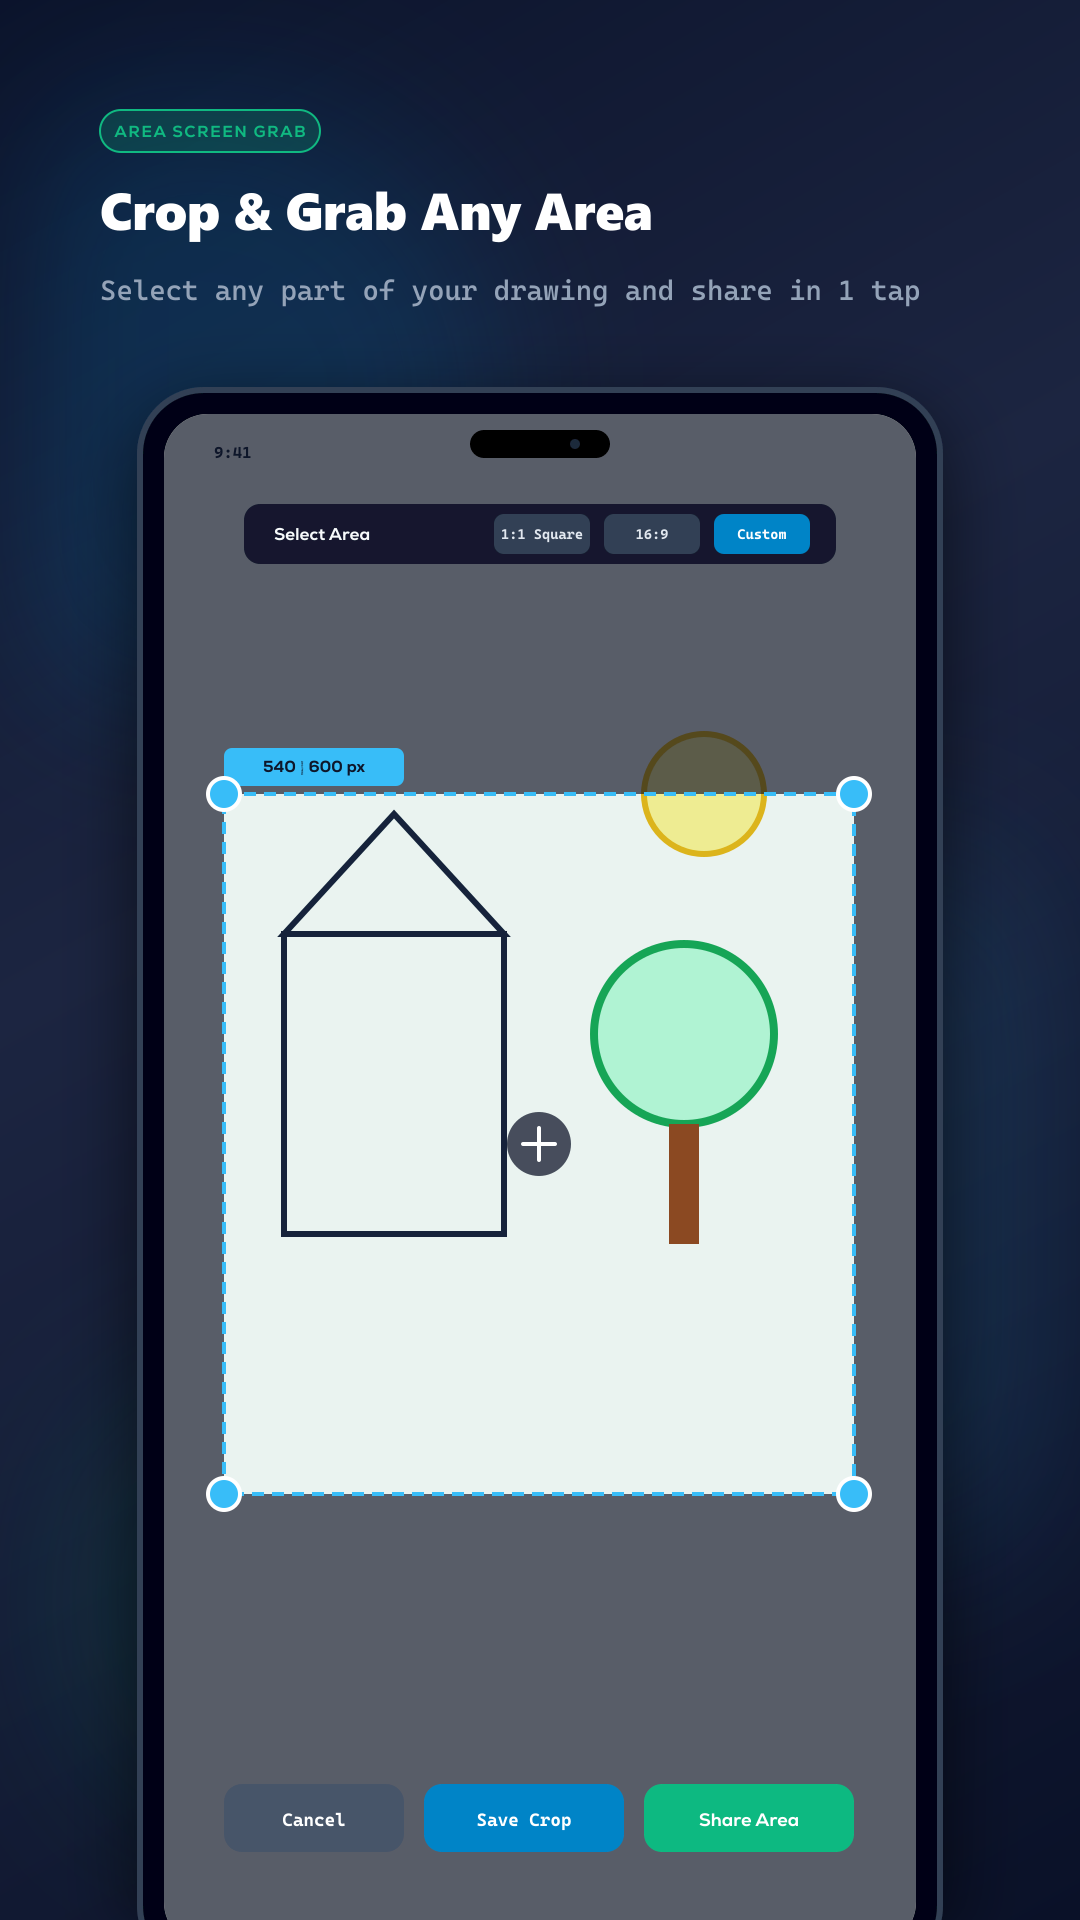 AREA SCREEN GRAB
Crop & Grab Any Area
Select any part of your drawing and share in 1 tap
9:41
Select Area
1:1 Square
16:9
Custom
540 ¦ 600 px
Cancel
Save Crop
Share Area